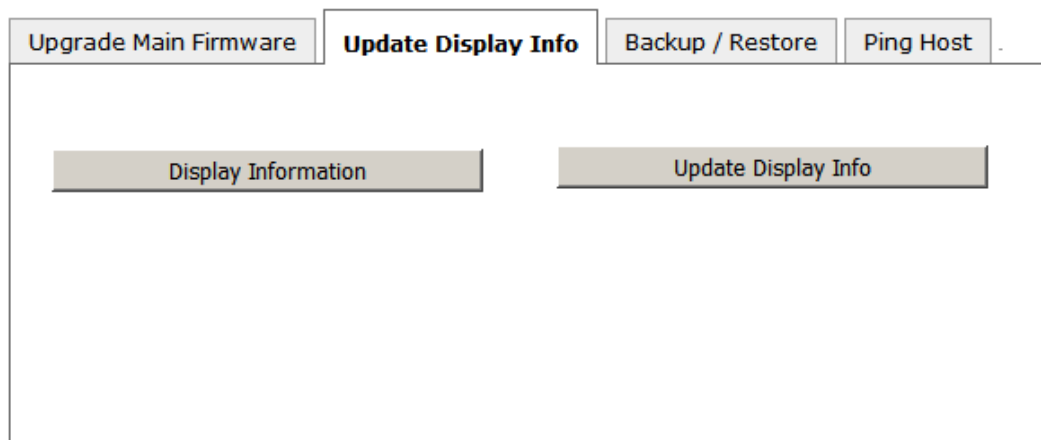 Upgrade Main Firmware
Update Display Info
Backup / Restore
Ping Host
Display Information
Update Display Info